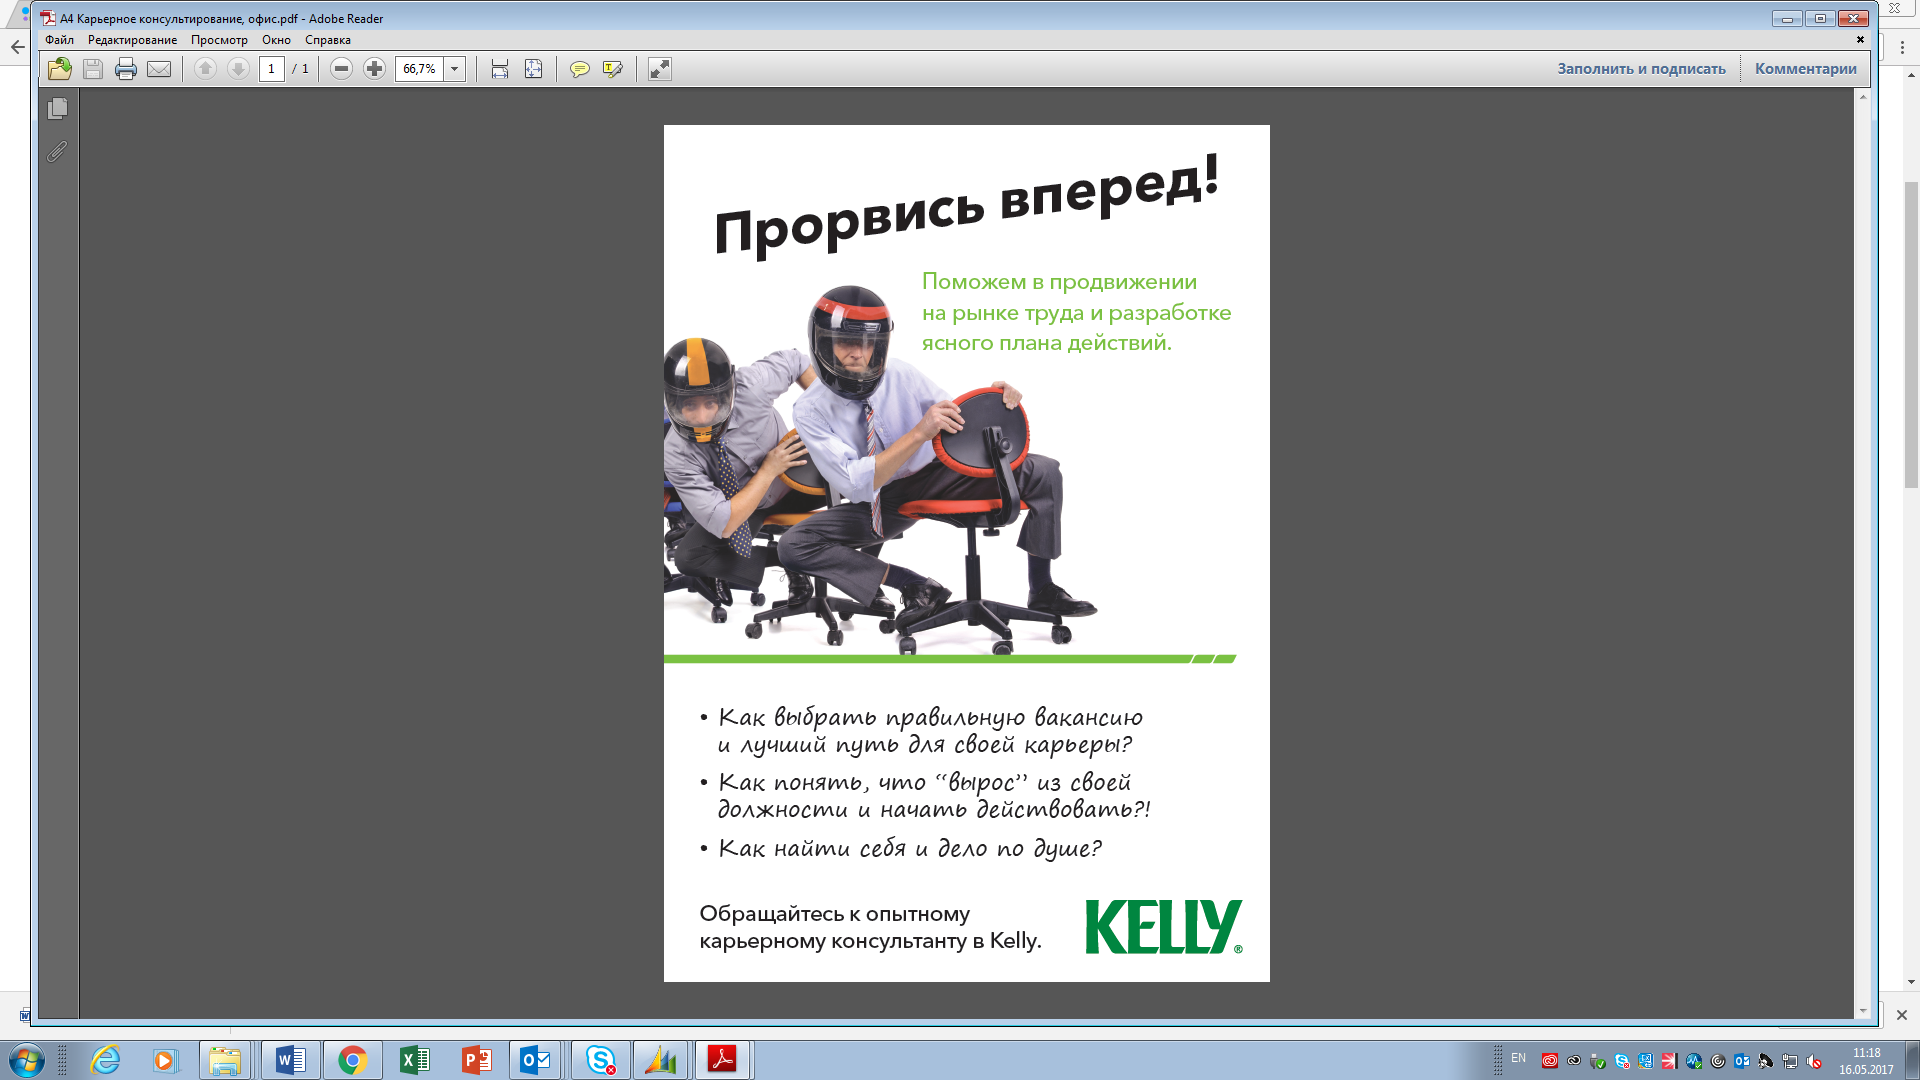 A4 Карьерное консультирование, офис.pdf - Adobe Reader
Файл Редактирование Просмотр Окно Справка
1 / 1 66,7% Заполнить и подписать Комментарии
Прорвись вперед!
Поможем в продвижении
на рынке труда и разработке
ясного плана действий.
• Как выбрать правильную вакансию
и лучший путь для своей карьеры?
• Как понять, что “вырос” из своей
должности и начать действовать?!
• Как найти себя и дело по душе?
Обращайтесь к опытному
карьерному консультанту в Kelly.
KELLY®
EN
11:18
16.05.2017